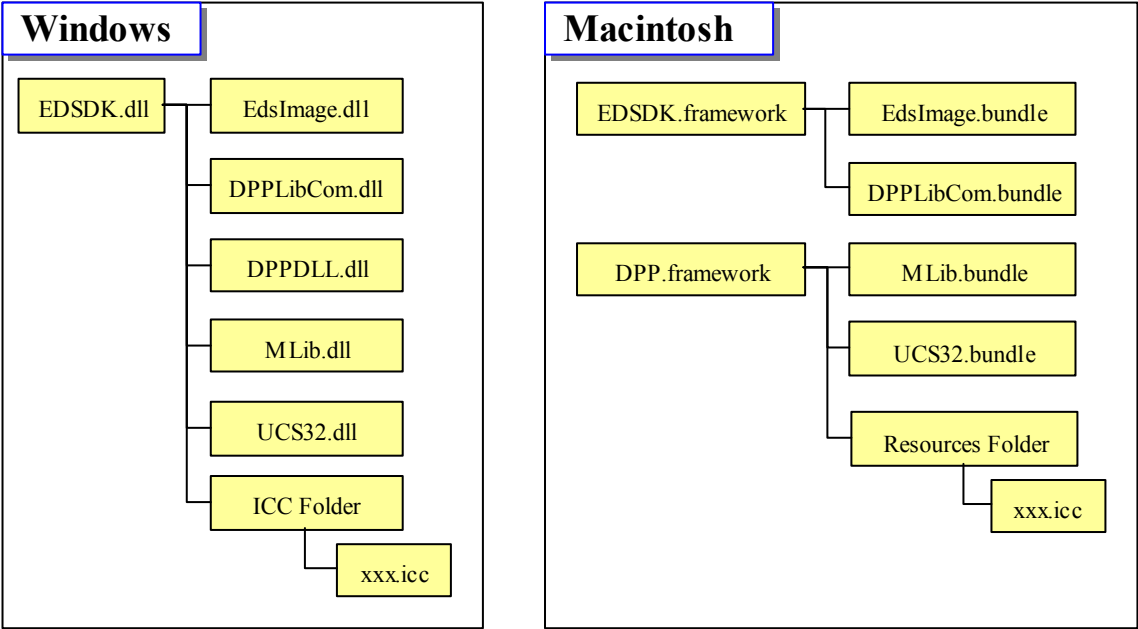 Windows
EDSDK.dll
EdsImage.dll
DPPLibCom.dll
DPPDLL.dll
MLib.dll
UCS32.dll
ICC Folder
xxx.icc
Macintosh
EDSDK.framework
EdsImage.bundle
DPPLibCom.bundle
DPP.framework
MLib.bundle
UCS32.bundle
Resources Folder
xxx.icc